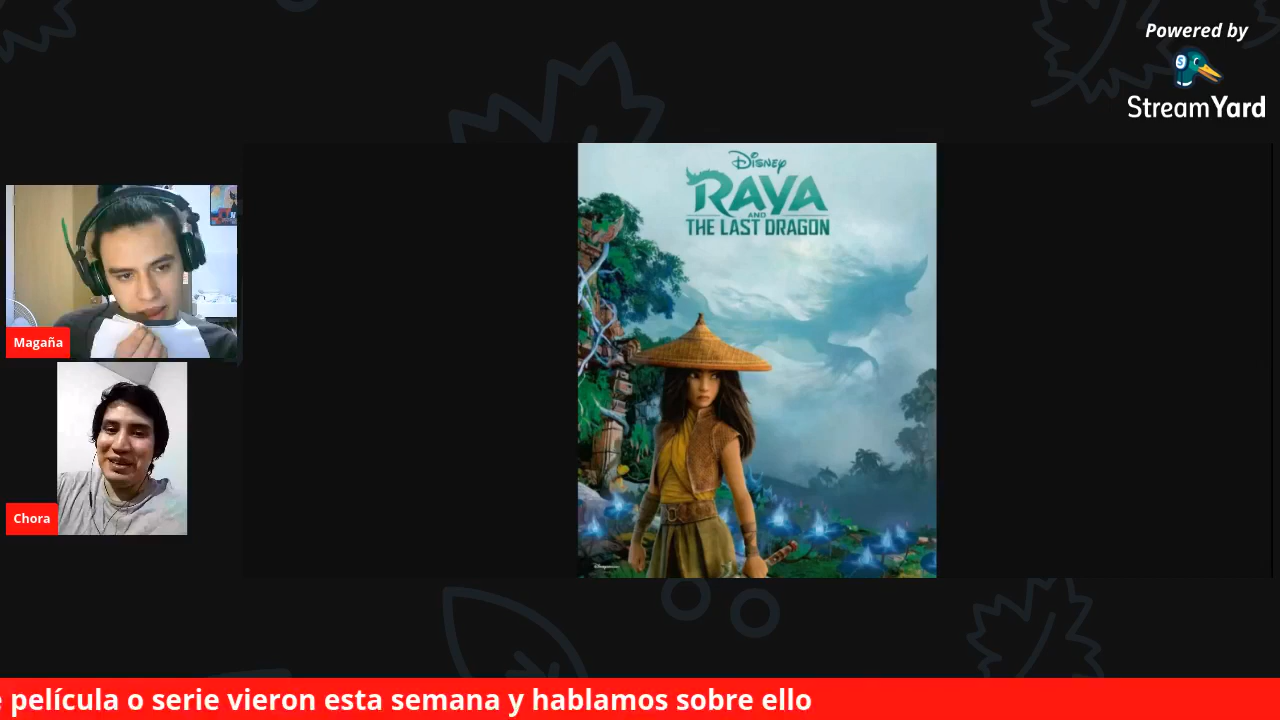 Powered by
StreamYard
Disney
RAYA
AND
THE LAST DRAGON
Magaña
Chora
película o serie vieron esta semana y hablamos sobre ello